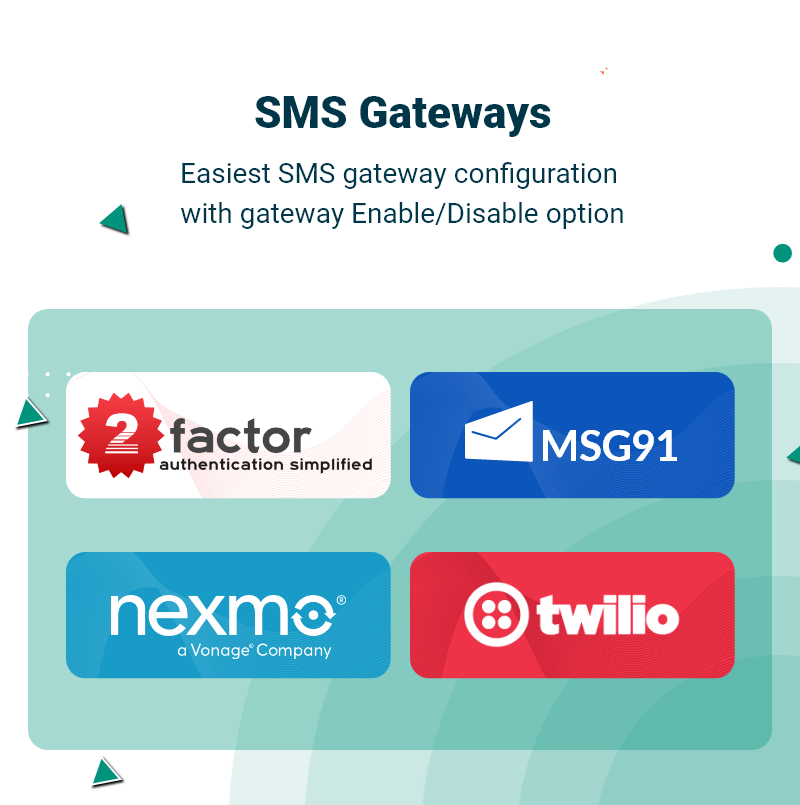 SMS Gateways
Easiest SMS gateway configuration
with gateway Enable/Disable option
2 factor
authentication simplified
MSG91
nexmo®
a Vonage® Company
twilio